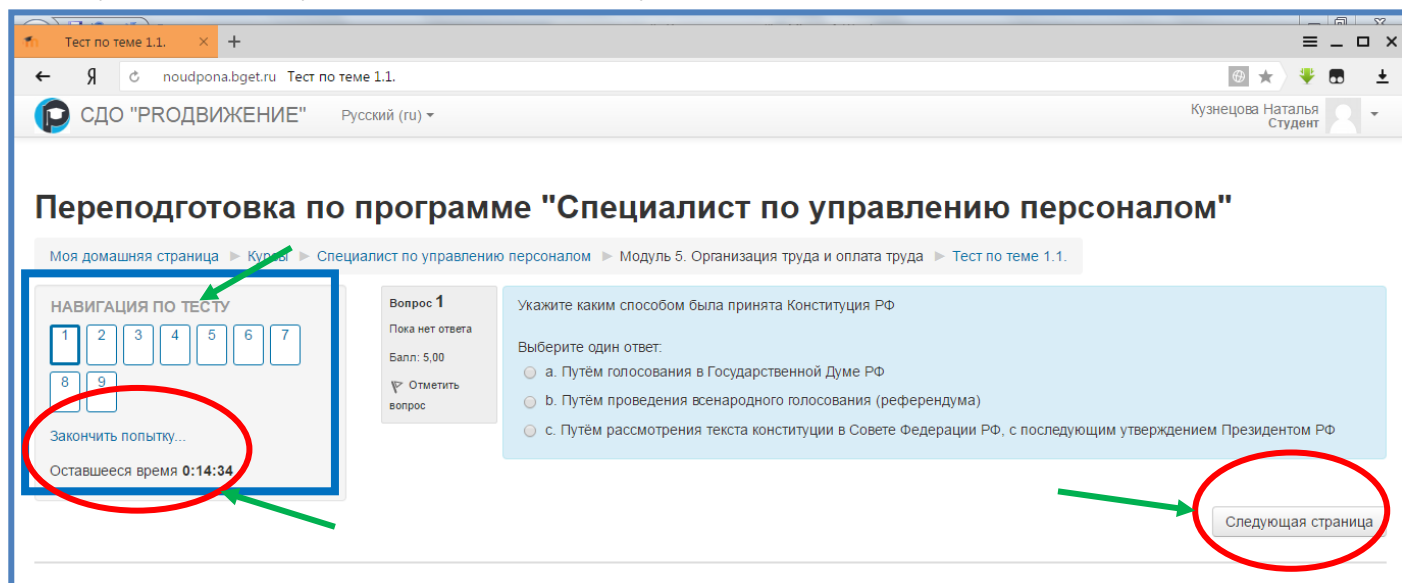 Тест по теме 1.1.
noudpona.bget.ru Тест по теме 1.1.
СДО "PROДВИЖЕНИЕ" Русский (ru)
Кузнецова Наталья
Студент
Переподготовка по программе "Специалист по управлению персоналом"
Моя домашняя страница ► Курсы ► Специалист по управлению персоналом ► Модуль 5. Организация труда и оплата труда ► Тест по теме 1.1.
НАВИГАЦИЯ ПО ТЕСТУ
1 2 3 4 5 6 7
8 9
Закончить попытку...
Оставшееся время 0:14:34
Вопрос 1
Пока нет ответа
Балл: 5,00
Отметить
вопрос
Укажите каким способом была принята Конституция РФ
Выберите один ответ:
a. Путём голосования в Государственной Думе РФ
b. Путём проведения всенародного голосования (референдума)
c. Путём рассмотрения текста конституции в Совете Федерации РФ, с последующим утверждением Президентом РФ
Следующая страница